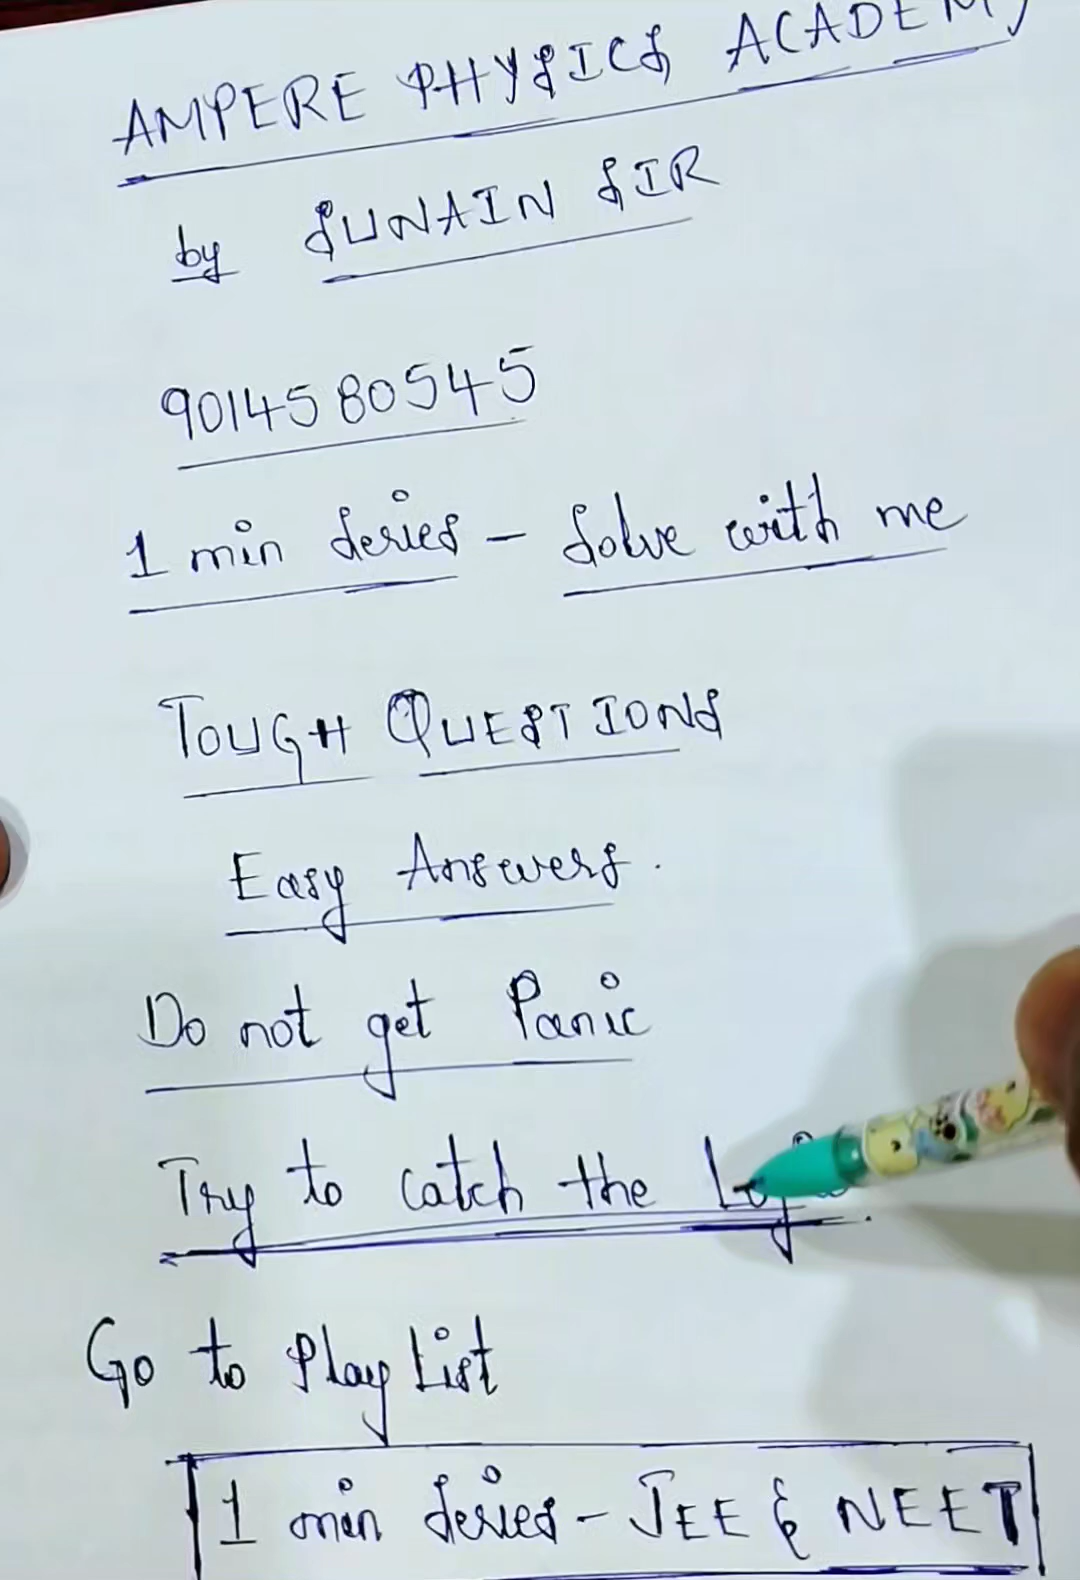 AMPERE PHYSICS ACADEMY
by SUNAIN SIR
9014580545
1 min series - Solve with me
TOUGH QUESTIONS
Easy Answers.
Do not get Panic
Try to catch the
Go to Play List
1 min series - JEE & NEET